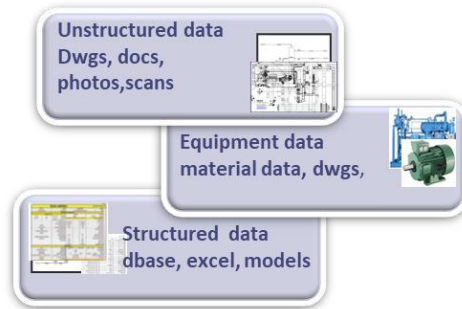 Unstructured data
Dwgs, docs,
photos,scans
Equipment data
material data, dwgs,
Structured data
dbase, excel, models